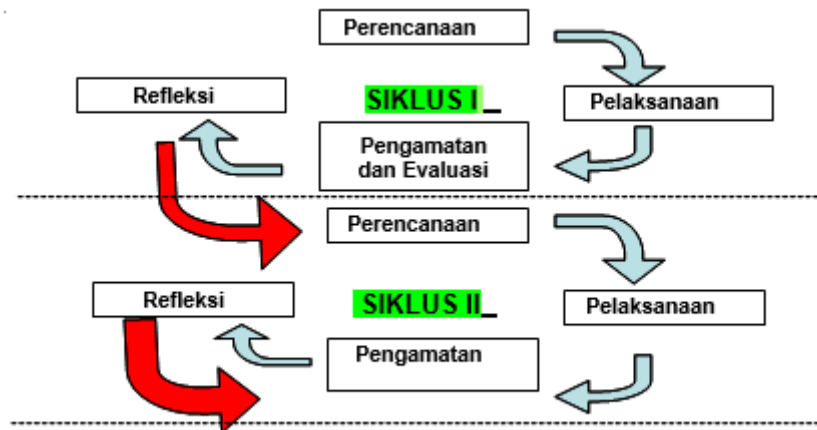 Perencanaan
Refleksi
SIKLUS I_
Pelaksanaan
Pengamatan
dan Evaluasi
Perencanaan
Refleksi
SIKLUS II_
Pelaksanaan
Pengamatan